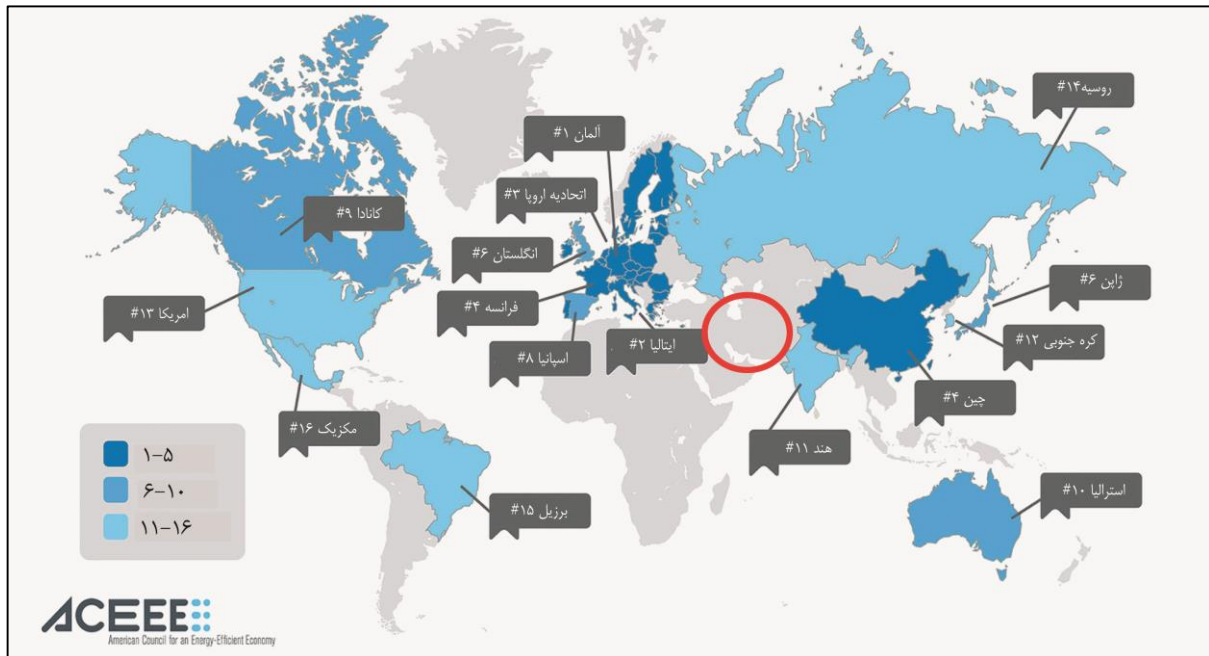 روسیه #۱۴
آلمان #۱
اتحادیه اروپا #۳
کانادا #۹
انگلستان #۶
ژاپن #۶
امریکا #۱۳
فرانسه #۴
کره جنوبی #۱۲
ایتالیا #۲
اسپانیا #۸
چین #۴
مکزیک #۱۶
هند #۱۱
۱–۵
۶–۱۰
۱۱–۱۶
استرالیا #۱۰
برزیل #۱۵
ACEEE
American Council for an Energy-Efficient Economy